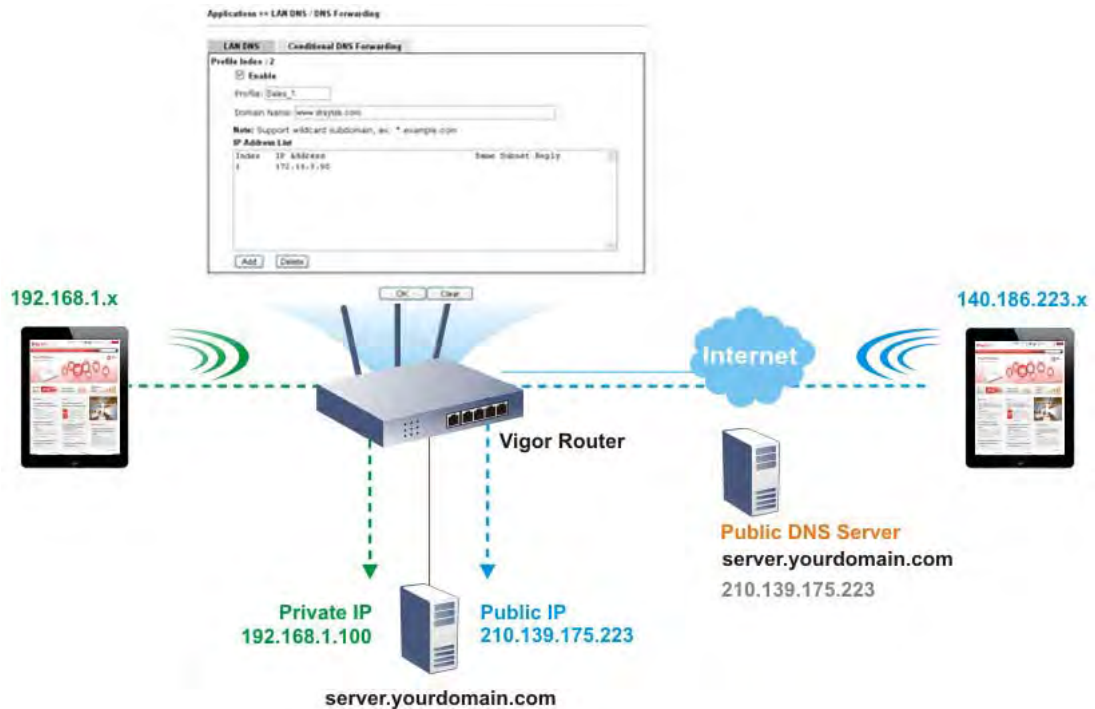 Applications >> LAN DNS / DNS Forwarding
LAN DNS Conditional DNS Forwarding
Profile Index : 2
Enable
Profile: Sales_1
Domain Name: www.draytek.com
Note: Support wildcard subdomain, ex: *.example.com
IP Address List
Index IP Address Same Subnet Reply
1
Add Delete
OK Clear
192.168.1.x
140.186.223.x
Internet
Vigor Router
Public DNS Server
server.yourdomain.com
210.139.175.223
Private IP
192.168.1.100
Public IP
210.139.175.223
server.yourdomain.com